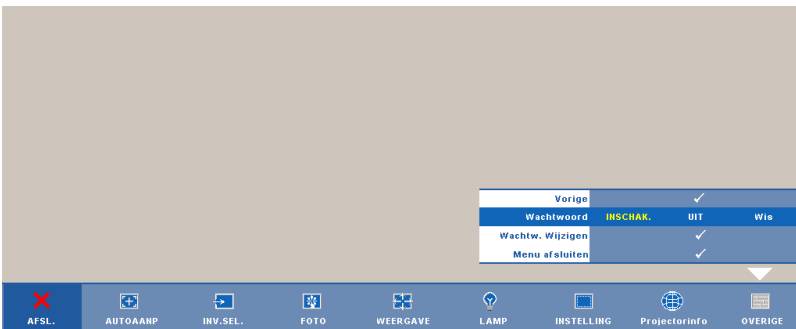 Vorige
Wachtwoord INSCHAK. UIT Wis
Wachtw. Wijzigen
Menu afsluiten
AFSL. AUTOAANP INV.SEL. FOTO WEERGAVE LAMP INSTELLING Projectorinfo OVERIGE